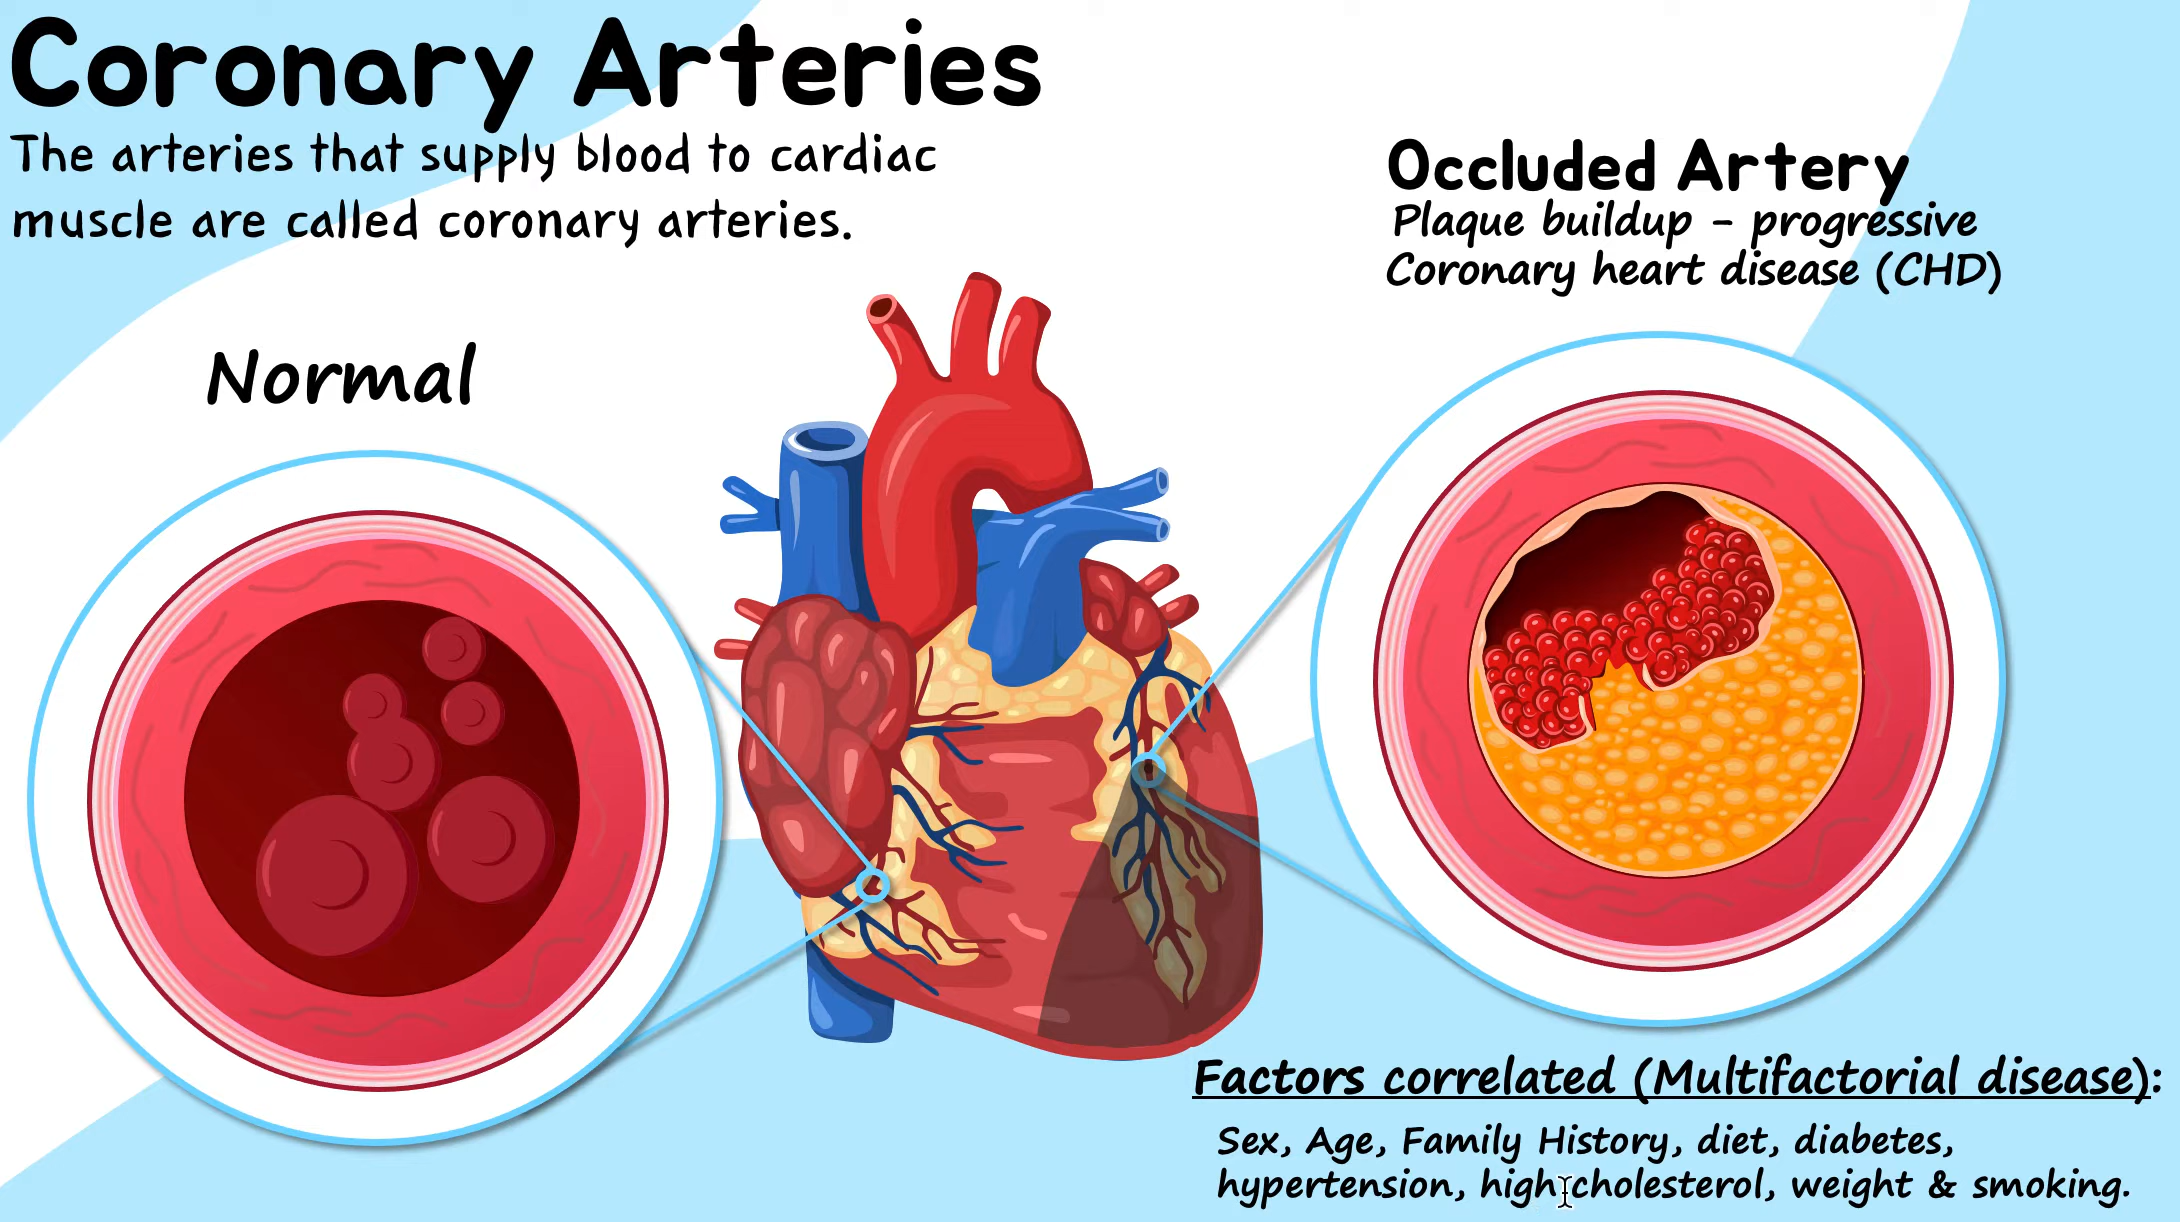 Coronary Arteries
The arteries that supply blood to cardiac
muscle are called coronary arteries.
Occluded Artery
Plaque buildup - progressive
Coronary heart disease (CHD)
Normal
Factors correlated (Multifactorial disease):
Sex, Age, Family History, diet, diabetes,
hypertension, high cholesterol, weight & smoking.